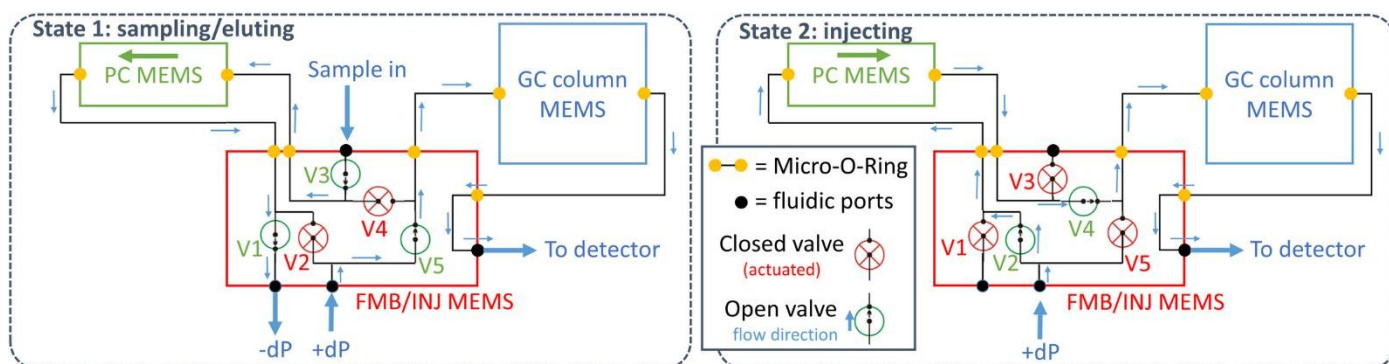 State 1: sampling/eluting
PC MEMS
Sample in
GC column
MEMS
V3
V4
V1
V2
V5
To detector
FMB/INJ MEMS
-dP
+dP
= Micro-O-Ring
= fluidic ports
Closed valve
(actuated)
Open valve
flow direction
State 2: injecting
PC MEMS
GC column
MEMS
V3
V4
V1
V2
V5
To detector
FMB/INJ MEMS
+dP